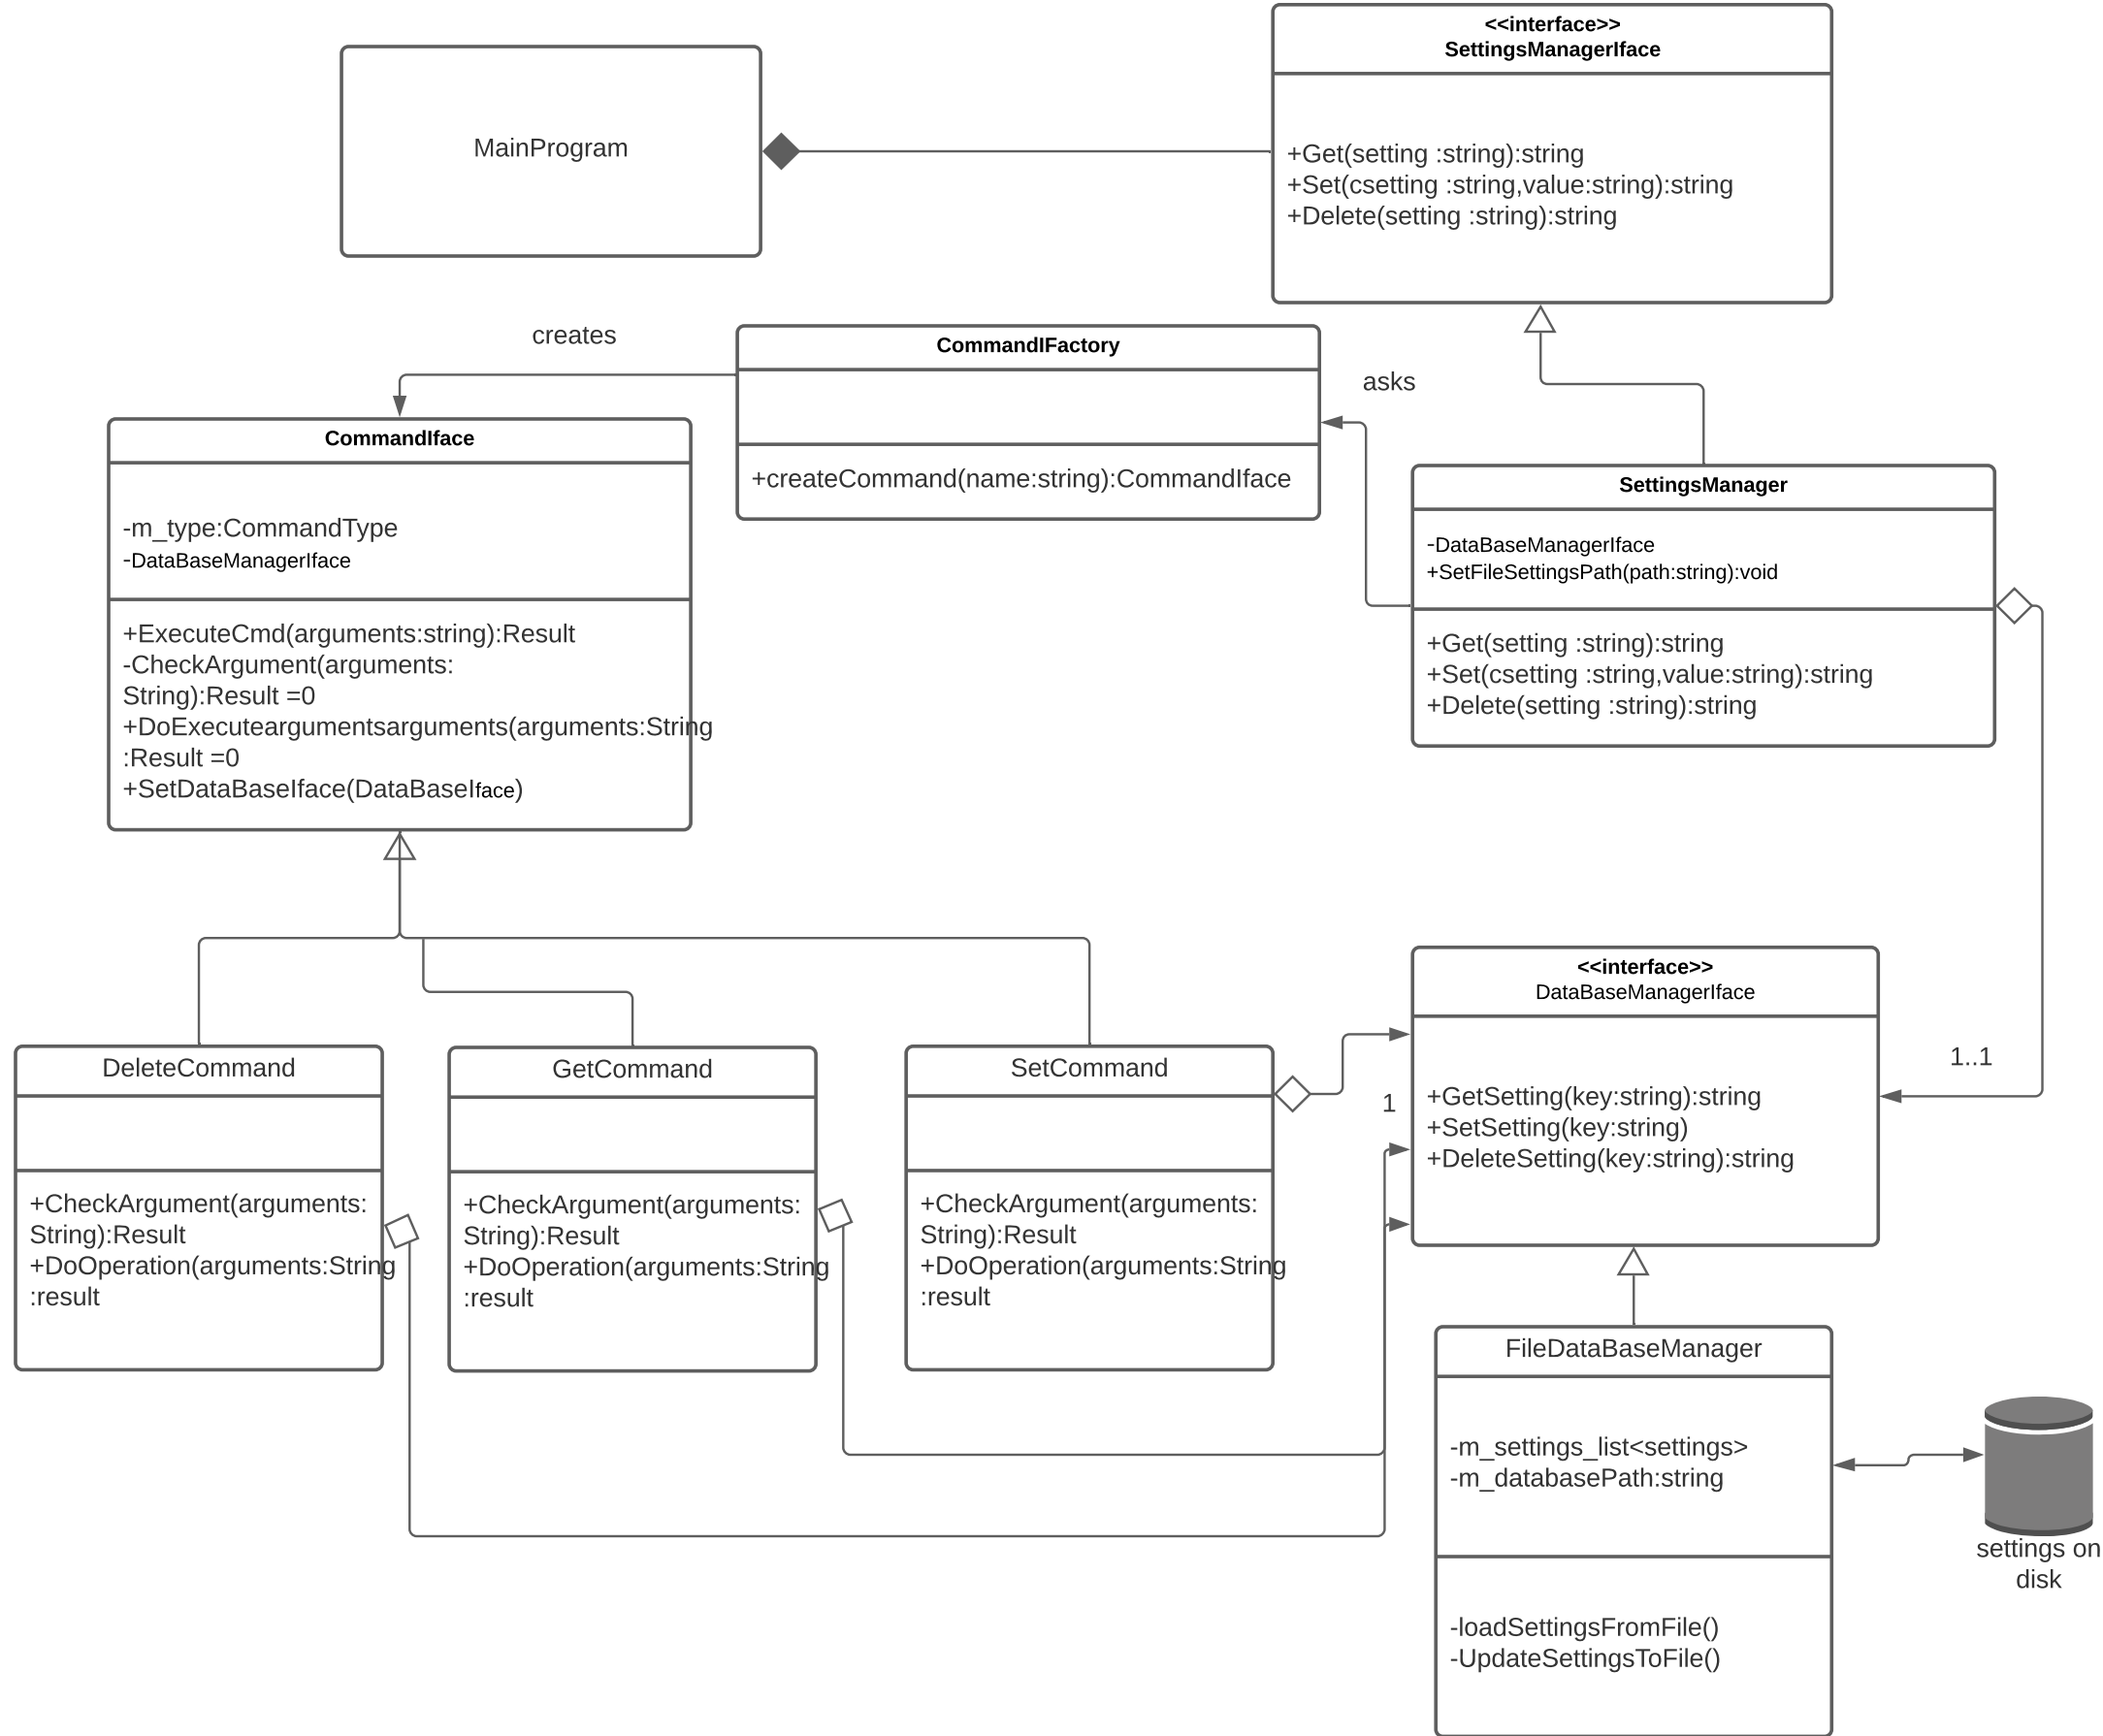 <<interface>>
SettingsManagerIface
+Get(setting :string):string
+Set(csetting :string,value:string):string
+Delete(setting :string):string
MainProgram
creates
CommandIFactory
+createCommand(name:string):CommandIface
asks
CommandIface
-m_type:CommandType
-DataBaseManagerIface
+ExecuteCmd(arguments:string):Result
-CheckArgument(arguments:
String):Result =0
+DoExecuteargumentsarguments(arguments:String
:Result =0
+SetDataBaseIface(DataBaseIface)
SettingsManager
-DataBaseManagerIface
+SetFileSettingsPath(path:string):void
+Get(setting :string):string
+Set(csetting :string,value:string):string
+Delete(setting :string):string
DeleteCommand
+CheckArgument(arguments:
String):Result
+DoOperation(arguments:String
:result
GetCommand
+CheckArgument(arguments:
String):Result
+DoOperation(arguments:String
:result
SetCommand
+CheckArgument(arguments:
String):Result
+DoOperation(arguments:String
:result
1
<<interface>>
DataBaseManagerIface
+GetSetting(key:string):string
+SetSetting(key:string)
+DeleteSetting(key:string):string
1..1
FileDataBaseManager
-m_settings_list<settings>
-m_databasePath:string
-loadSettingsFromFile()
-UpdateSettingsToFile()
settings on
disk